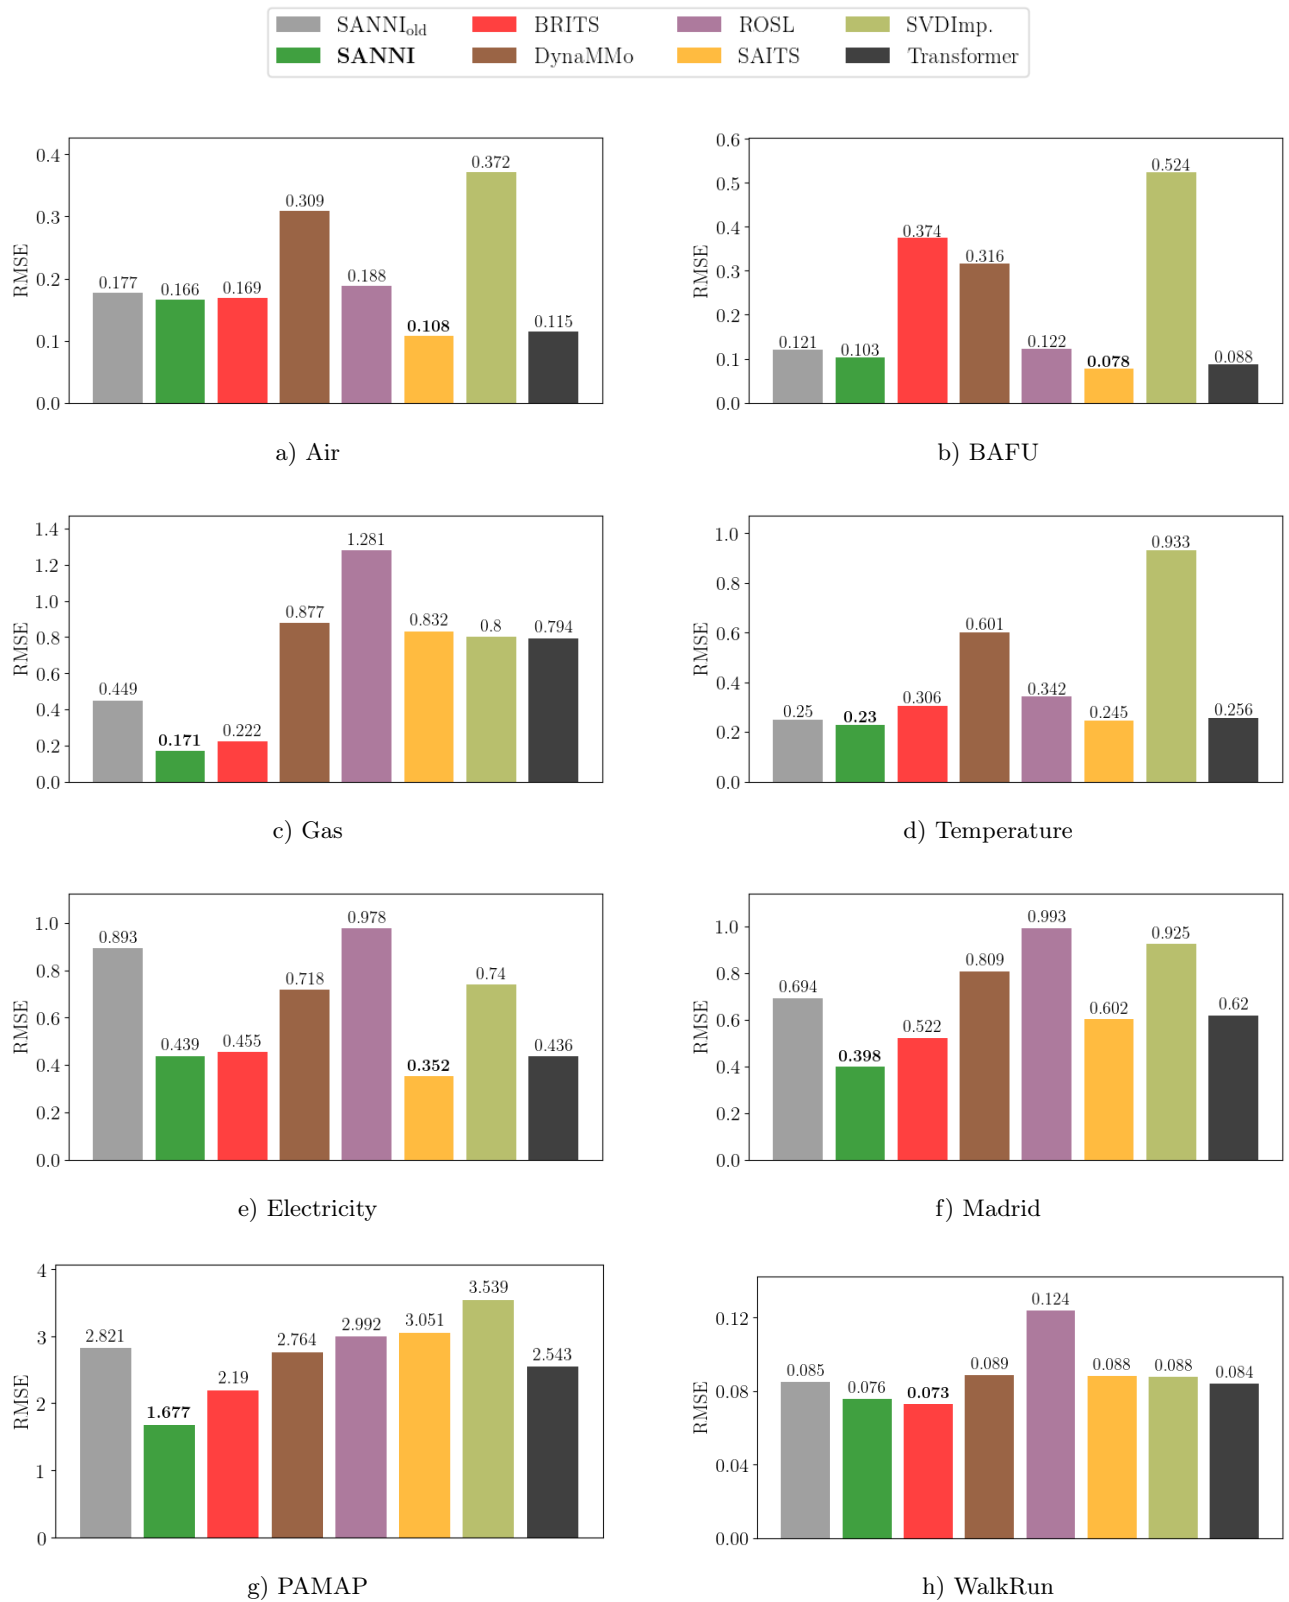 SANNI_old BRITS ROSL SVDImp.
SANNI DynaMMo SAITS Transformer
RMSE
0.4
0.3
0.2
0.1
0.0
0.177 0.166 0.169 0.309 0.188 0.108 0.372 0.115
a) Air
RMSE
0.6
0.5
0.4
0.3
0.2
0.1
0.0
0.121 0.103 0.374 0.316 0.122 0.078 0.524 0.088
b) BAFU
RMSE
1.4
1.2
1.0
0.8
0.6
0.4
0.2
0.0
0.449 0.171 0.222 0.877 1.281 0.832 0.8 0.794
c) Gas
RMSE
1.0
0.8
0.6
0.4
0.2
0.0
0.25 0.23 0.306 0.601 0.342 0.245 0.933 0.256
d) Temperature
RMSE
1.0
0.8
0.6
0.4
0.2
0.0
0.893 0.439 0.455 0.718 0.978 0.352 0.74 0.436
e) Electricity
RMSE
1.0
0.8
0.6
0.4
0.2
0.0
0.694 0.398 0.522 0.809 0.993 0.602 0.925 0.62
f) Madrid
RMSE
4
3
2
1
0
2.821 1.677 2.19 2.764 2.992 3.051 3.539 2.543
g) PAMAP
RMSE
0.12
0.08
0.04
0.00
0.085 0.076 0.073 0.089 0.124 0.088 0.088 0.084
h) WalkRun